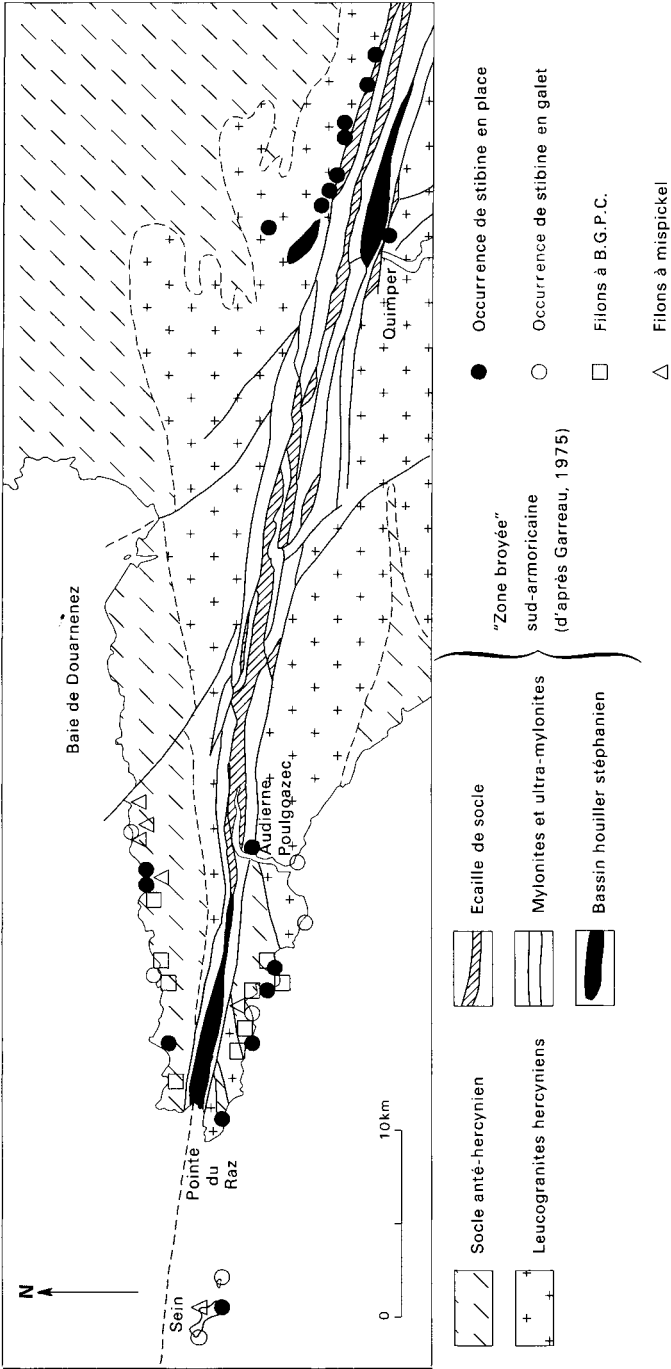 N
Baie de Douarnenez
Sein
Pointe
du
Raz
Audierne
Poulgoazec
Quimper
0
10km
Socle anté-hercynien
Leucogranites hercyniens
Ecaille de socle
Mylonites et ultra-mylonites
Bassin houiller stéphanien
"Zone broyée"
sud-armoricaine
(d'après Garreau, 1975)
Occurrence de stibine en place
Occurrence de stibine en galet
Filons à B.G.P.C.
Filons à mispickel